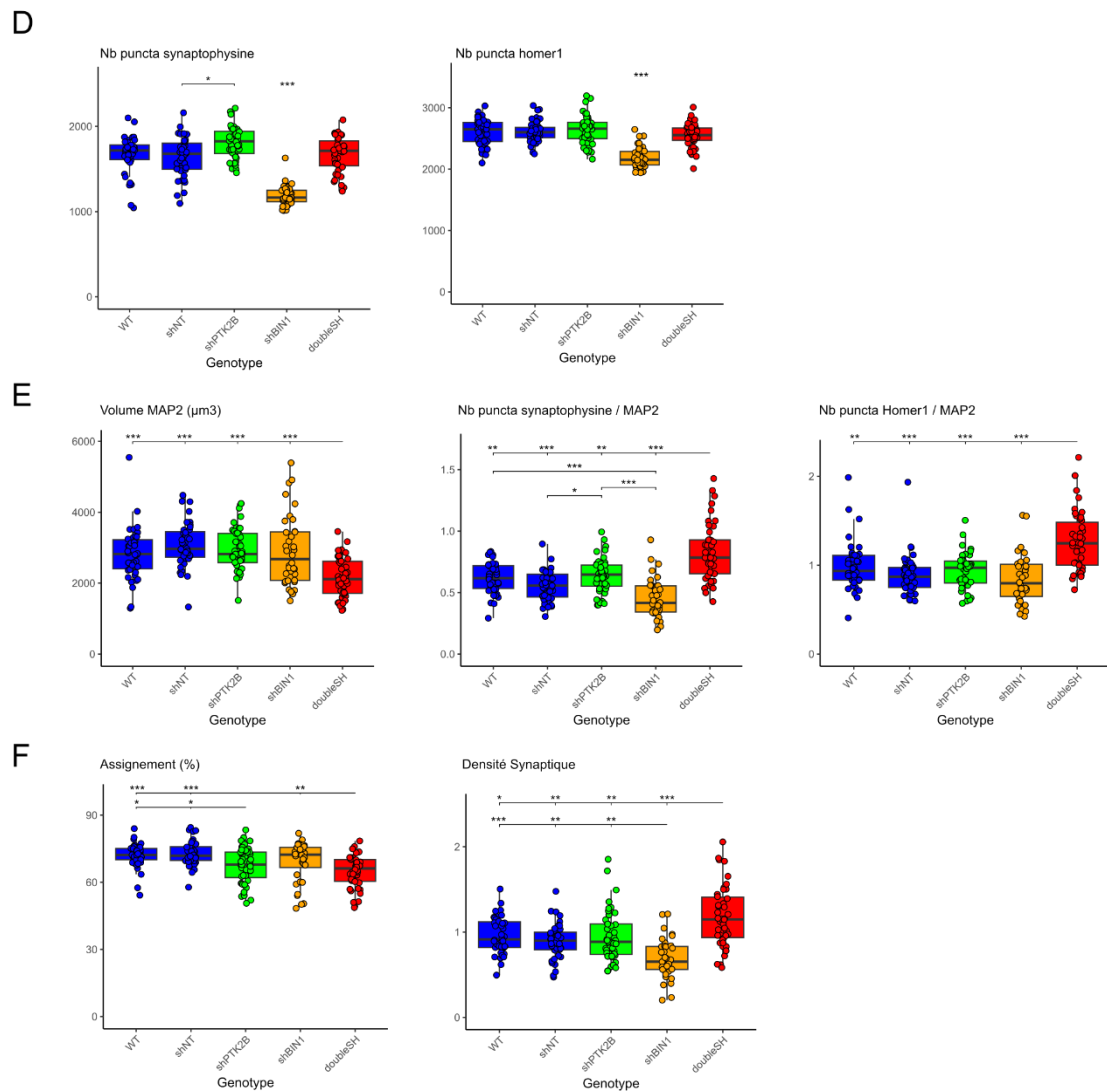 D
Nb puncta synaptophysine
Nb puncta homer1
* ***
***
2000
1000
0
3000
2000
1000
0
WT shNT shPTK2B shBIN1 doubleSH
WT shNT shPTK2B shBIN1 doubleSH
Genotype
Genotype
E
Volume MAP2 (µm3)
Nb puncta synaptophysine / MAP2
Nb puncta Homer1 / MAP2
*** *** *** ***
** *** ** ***
***
* ***
** *** *** ***
6000
4000
2000
0
1.5
1.0
0.5
0.0
2
1
0
WT shNT shPTK2B shBIN1 doubleSH
WT shNT shPTK2B shBIN1 doubleSH
WT shNT shPTK2B shBIN1 doubleSH
Genotype
Genotype
Genotype
F
Assignement (%)
Densité Synaptique
*** *** **
* *
* ** ** ***
*** ** **
90
60
30
0
2
1
0
WT shNT shPTK2B shBIN1 doubleSH
WT shNT shPTK2B shBIN1 doubleSH
Genotype
Genotype